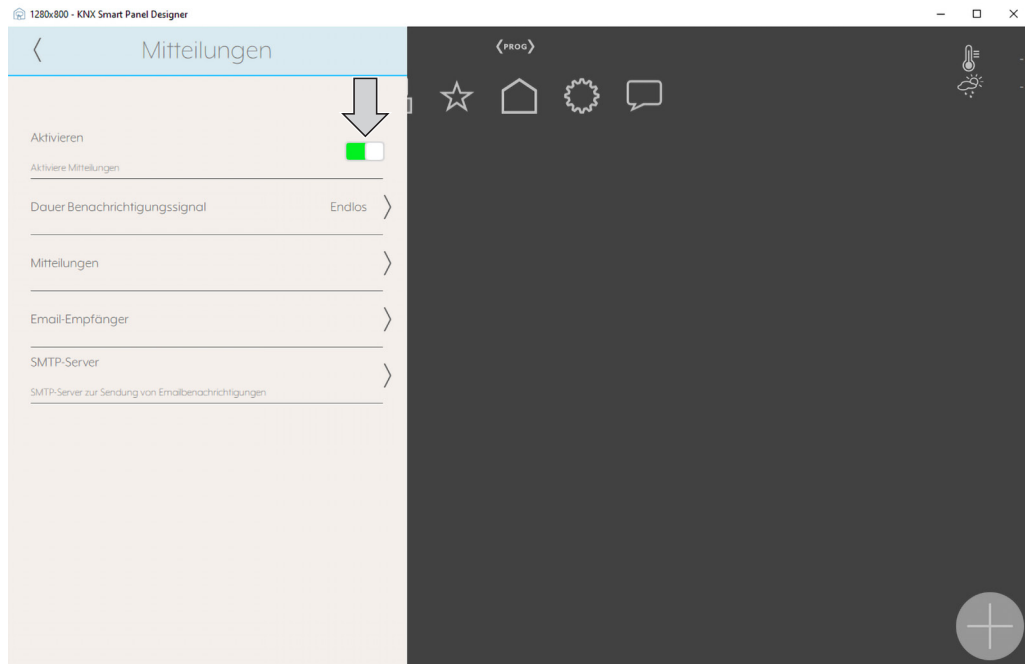 1280x800 - KNX Smart Panel Designer
Mitteilungen
PROG
Aktivieren
Aktiviere Mitteilungen
Dauer Benachrichtigungssignal Endlos
Mitteilungen
Email-Empfänger
SMTP-Server
SMTP-Server zur Sendung von Emailbenachrichtigungen